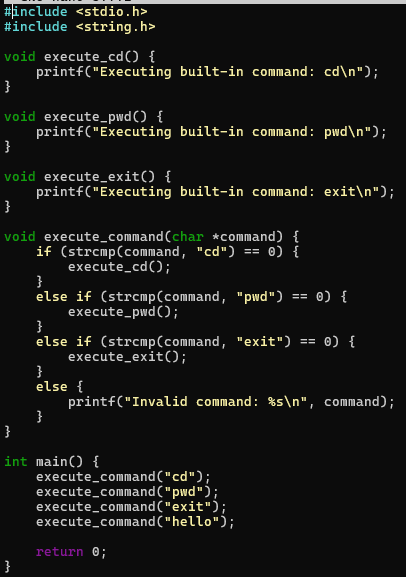 #include <stdio.h>
#include <string.h>

void execute_cd() {
    printf("Executing built-in command: cd\n");
}

void execute_pwd() {
    printf("Executing built-in command: pwd\n");
}

void execute_exit() {
    printf("Executing built-in command: exit\n");
}

void execute_command(char *command) {
    if (strcmp(command, "cd") == 0) {
        execute_cd();
    }
    else if (strcmp(command, "pwd") == 0) {
        execute_pwd();
    }
    else if (strcmp(command, "exit") == 0) {
        execute_exit();
    }
    else {
        printf("Invalid command: %s\n", command);
    }
}

int main() {
    execute_command("cd");
    execute_command("pwd");
    execute_command("exit");
    execute_command("hello");

    return 0;
}